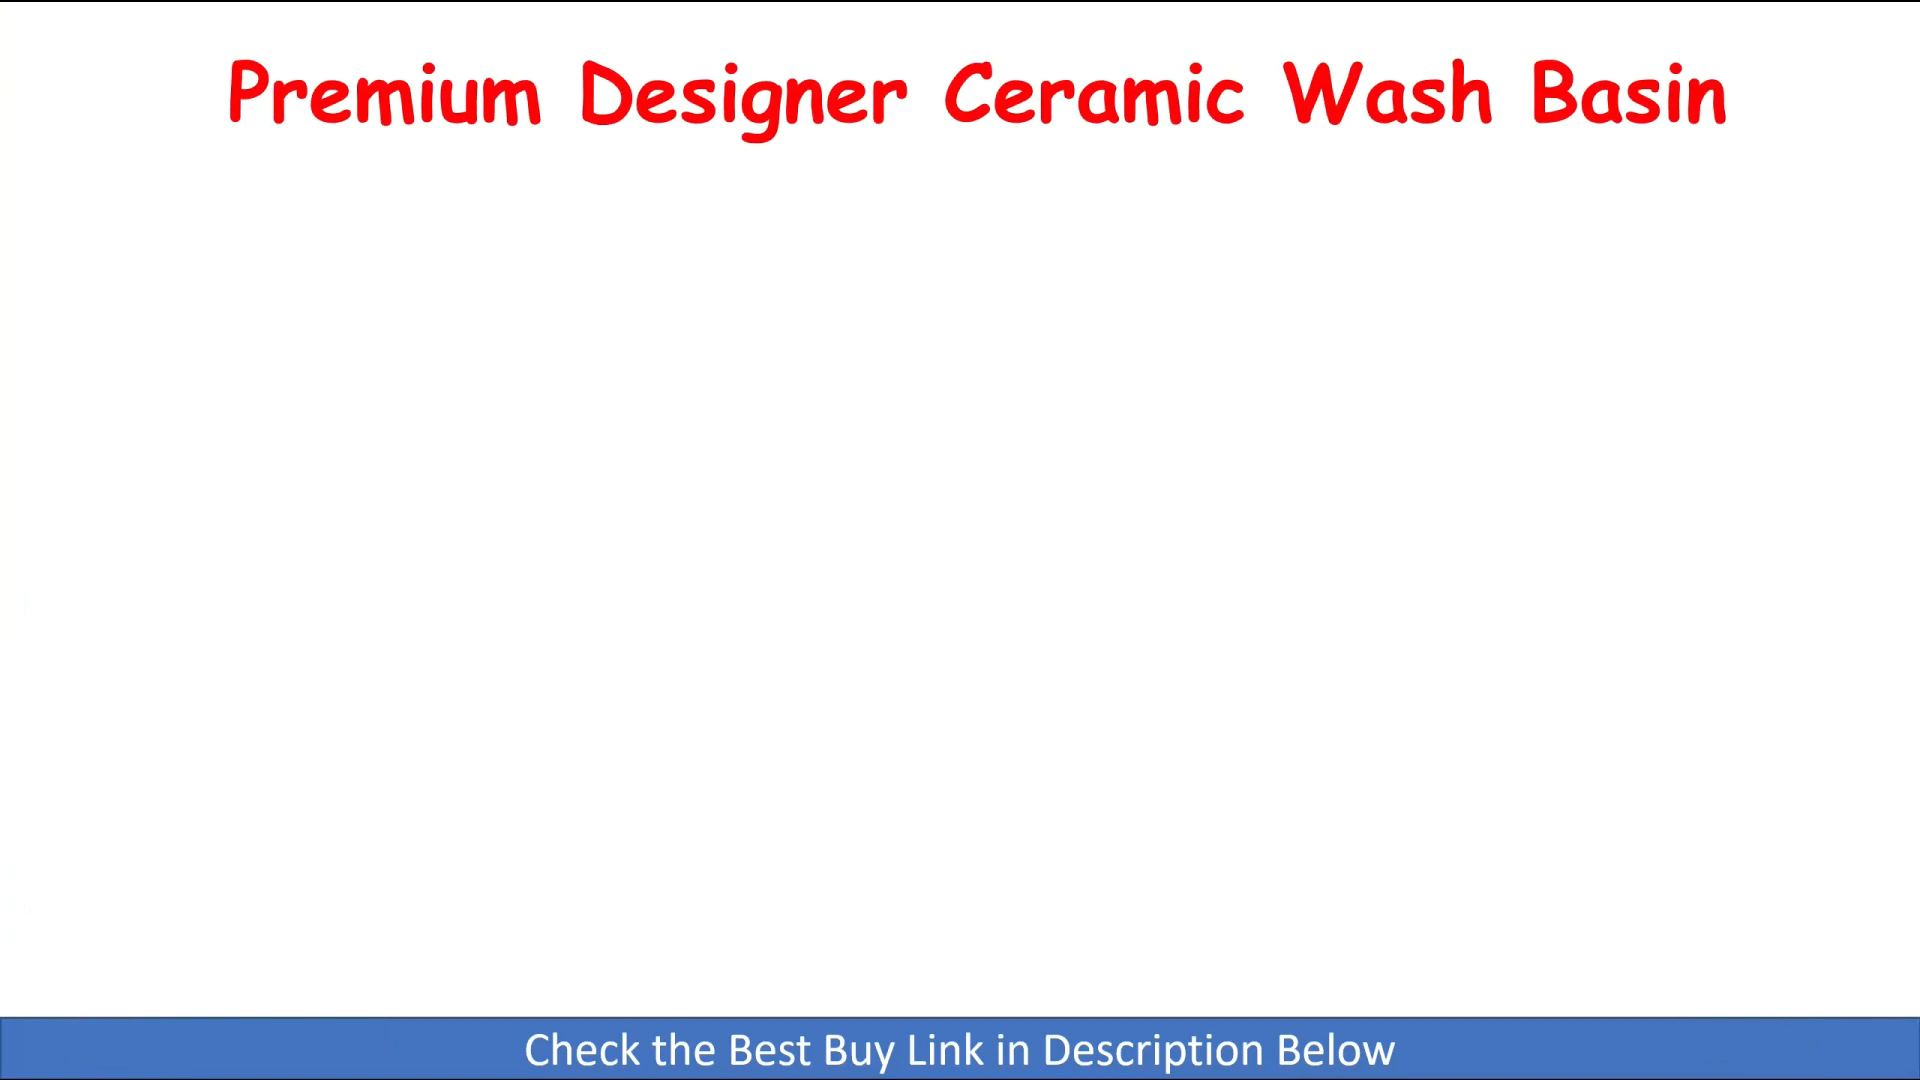 Premium Designer Ceramic Wash Basin
Check the Best Buy Link in Description Below